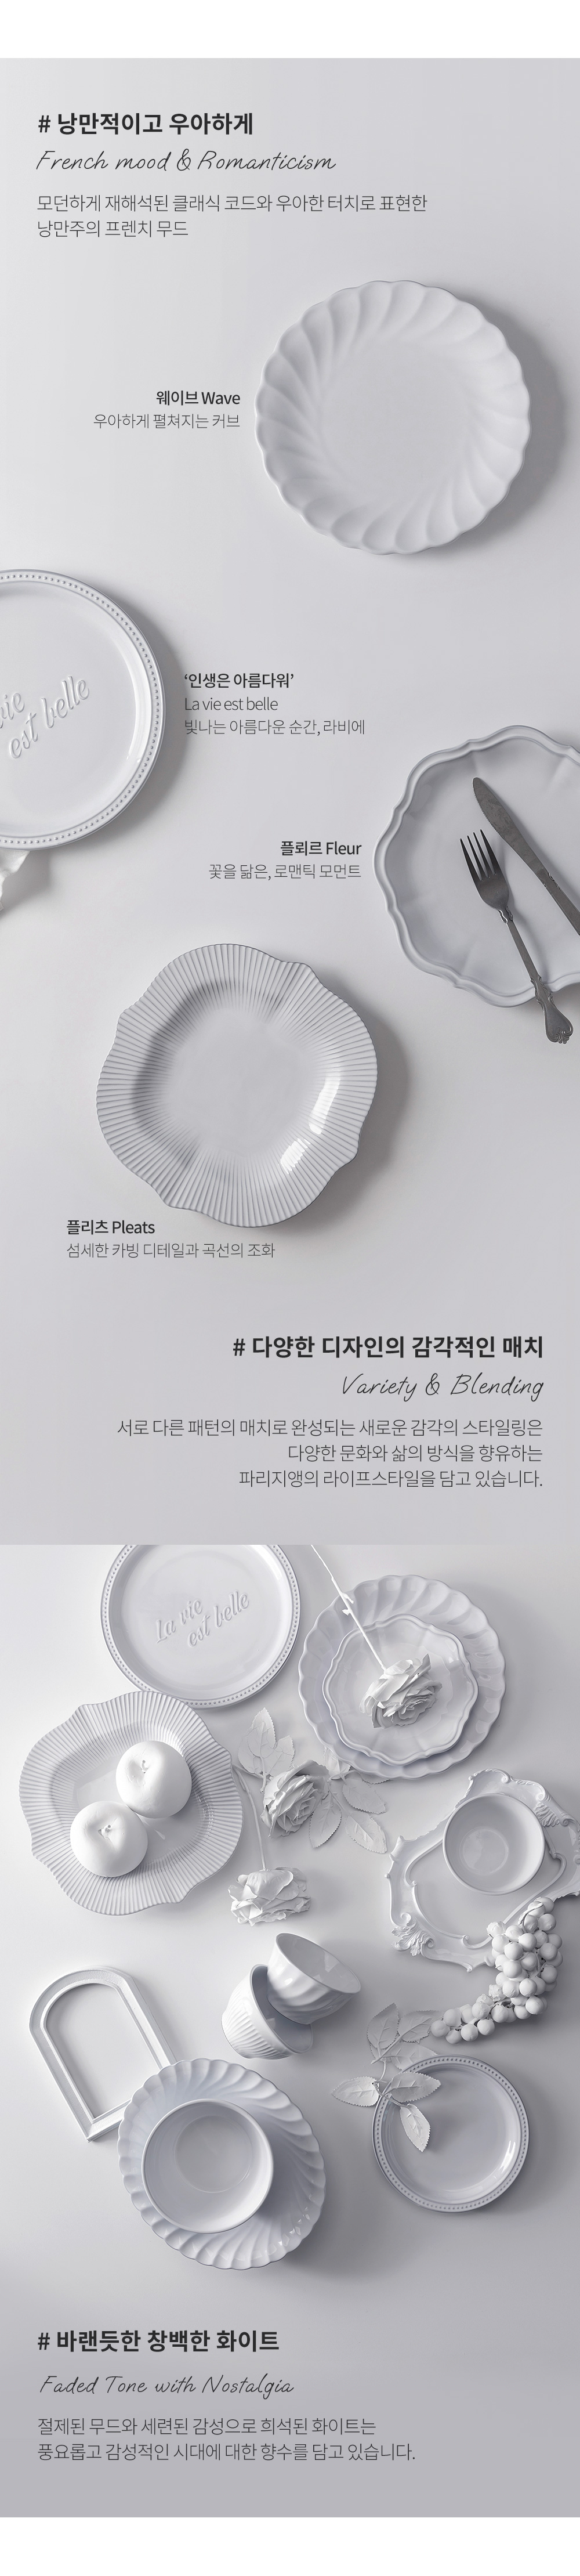 # 낭만적이고 우아하게
French mood & Romanticism
모던하게 재해석된 클래식 코드와 우아한 터치로 표현한
낭만주의 프렌치 무드
웨이브 Wave
우아하게 펼쳐지는 커브
vie
est belle
‘인생은 아름다워’
La vie est belle
빛나는 아름다운 순간, 라비에
플뢰르 Fleur
꽃을 닮은, 로맨틱 모먼트
플리츠 Pleats
섬세한 카빙 디테일과 곡선의 조화
# 다양한 디자인의 감각적인 매치
Variety & Blending
서로 다른 패턴의 매치로 완성되는 새로운 감각의 스타일링은
다양한 문화와 삶의 방식을 향유하는
파리지앵의 라이프스타일을 담고 있습니다.
La vie
est belle
# 바랜듯한 창백한 화이트
Faded Tone with Nostalgia
절제된 무드와 세련된 감성으로 희석된 화이트는
풍요롭고 감성적인 시대에 대한 향수를 담고 있습니다.